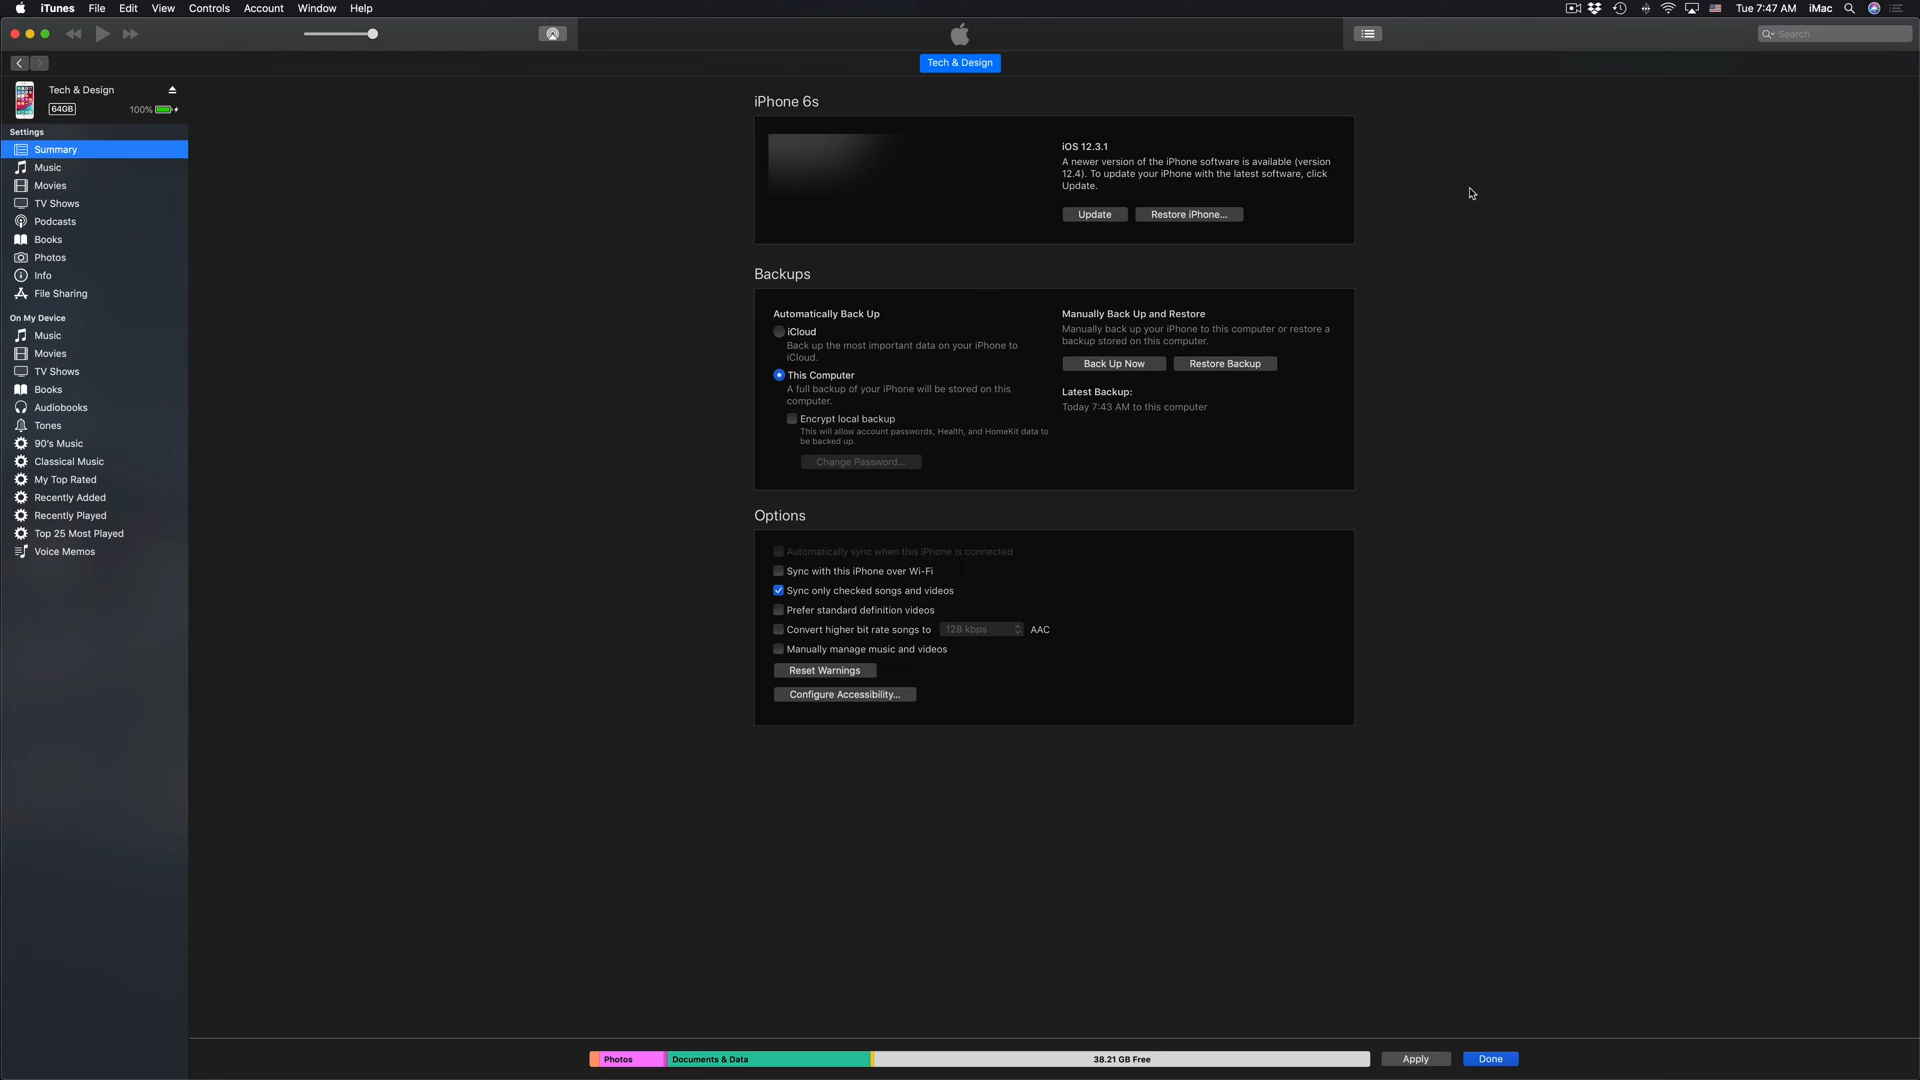 iTunes File Edit View Controls Account Window Help Tue 7:47 AM iMac
Search
Tech & Design
Tech & Design
64GB 100%
Settings
Summary
Music
Movies
TV Shows
Podcasts
Books
Photos
Info
File Sharing
On My Device
Music
Movies
TV Shows
Books
Audiobooks
Tones
90's Music
Classical Music
My Top Rated
Recently Added
Recently Played
Top 25 Most Played
Voice Memos
iPhone 6s
iOS 12.3.1
A newer version of the iPhone software is available (version
12.4). To update your iPhone with the latest software, click
Update.
Update Restore iPhone...
Backups
Automatically Back Up
iCloud
Back up the most important data on your iPhone to
iCloud.
This Computer
A full backup of your iPhone will be stored on this
computer.
Encrypt local backup
This will allow account passwords, Health, and HomeKit data to
be backed up.
Change Password...
Manually Back Up and Restore
Manually back up your iPhone to this computer or restore a
backup stored on this computer.
Back Up Now Restore Backup
Latest Backup:
Today 7:43 AM to this computer
Options
Automatically sync when this iPhone is connected
Sync with this iPhone over Wi-Fi
Sync only checked songs and videos
Prefer standard definition videos
Convert higher bit rate songs to 128 kbps AAC
Manually manage music and videos
Reset Warnings
Configure Accessibility...
Photos Documents & Data 38.21 GB Free Apply Done